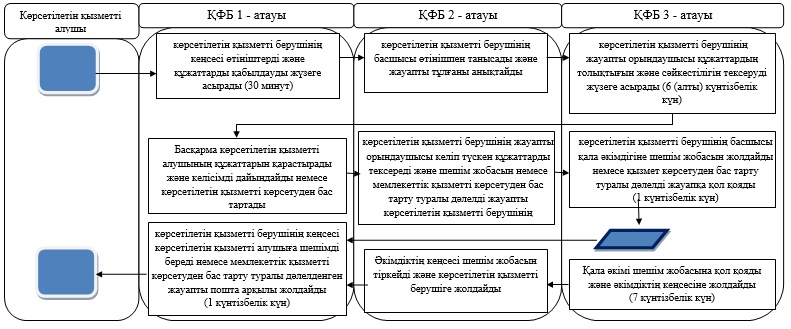 Көрсетілетін қызметті
алушы
ҚФБ 1 - атауы
ҚФБ 2 - атауы
ҚФБ 3 - атауы
көрсетілетін қызметті берушінің
кеңсесі өтініштерді және
құжаттарды қабылдауды жүзеге
асырады (30 минут)
көрсетілетін қызметті берушінің
басшысы өтінішпен танысады және
жауапты тұлғаны анықтайды
көрсетілетін қызметті берушінің
жауапты орындаушысы құжаттардың
толықтығын және сәйкестілігін тексеруді
жүзеге асырады (6 (алты) күнтізбелік
күн)
Басқарма көрсетілетін қызметті
алушының құжаттарын қарастырады
және келісімді дайындайды немесе
көрсетілетін қызметті көрсетуден бас
тартады
көрсетілетін қызметті берушінің жауапты
орындаушысы келіп түскен құжаттарды
тексереді және шешім жобасын немесе
мемлекеттік қызметті көрсетуден бас
тарту туралы дәлелді жауапты
көрсетілетін қызметті берушінің
көрсетілетін қызметті берушінің басшысы
қала әкімдігіне шешім жобасын жолдайды
немесе қызмет көрсетуден бас тарту
туралы дәлелді жауапқа қол қояды
(1 күнтізбелік күн)
көрсетілетін қызметті берушінің кеңсесі
көрсетілетін қызметті алушыға шешімді
береді немесе мемлекеттік қызметті
көрсетуден бас тарту туралы дәлелденген
жауапты пошта арқылы жолдайды
(1 күнтізбелік күн)
Әкімдіктің кеңсесі шешім жобасын
тіркейді және көрсетілетін қызметті
берушіге жолдайды
Қала әкімі шешім жобасына қол қояды
және әкімдіктің кеңсесіне жолдайды
(7 күнтізбелік күн)